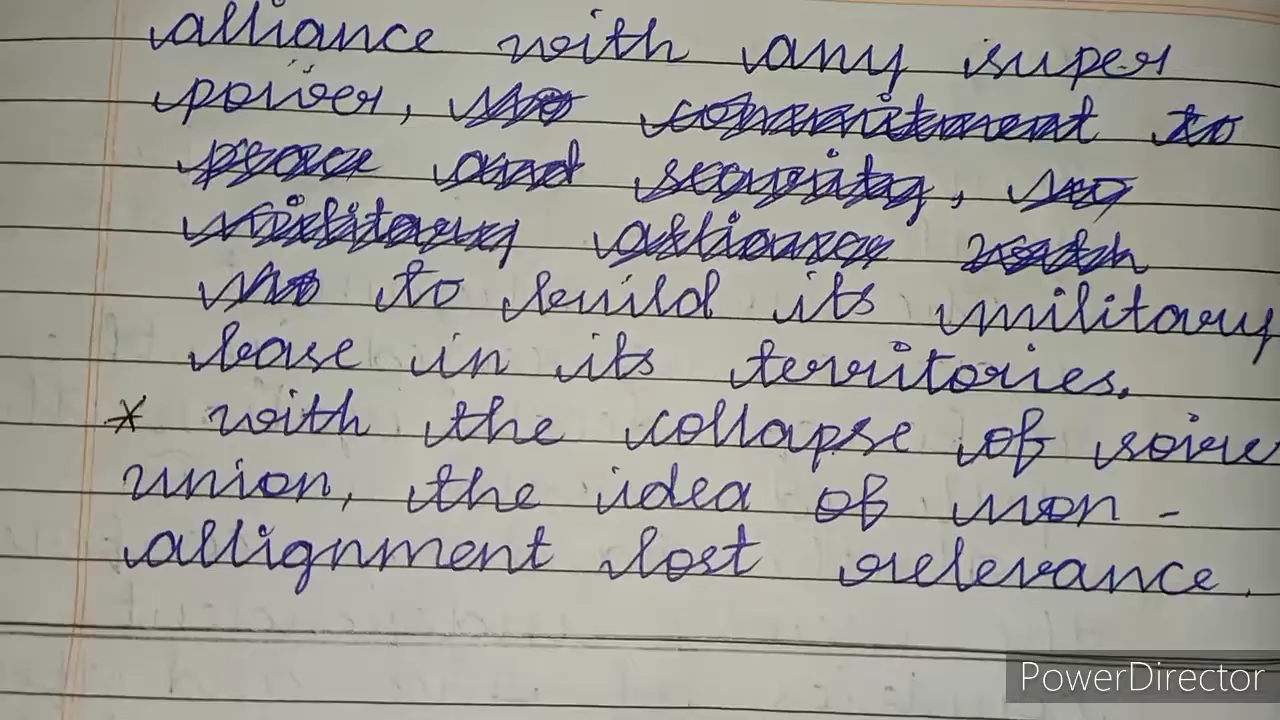 alliance with any super
power,
to build its military
base in its territories.
* with the collapse of
union, the idea of non -
allignment lost relevance.
PowerDirector